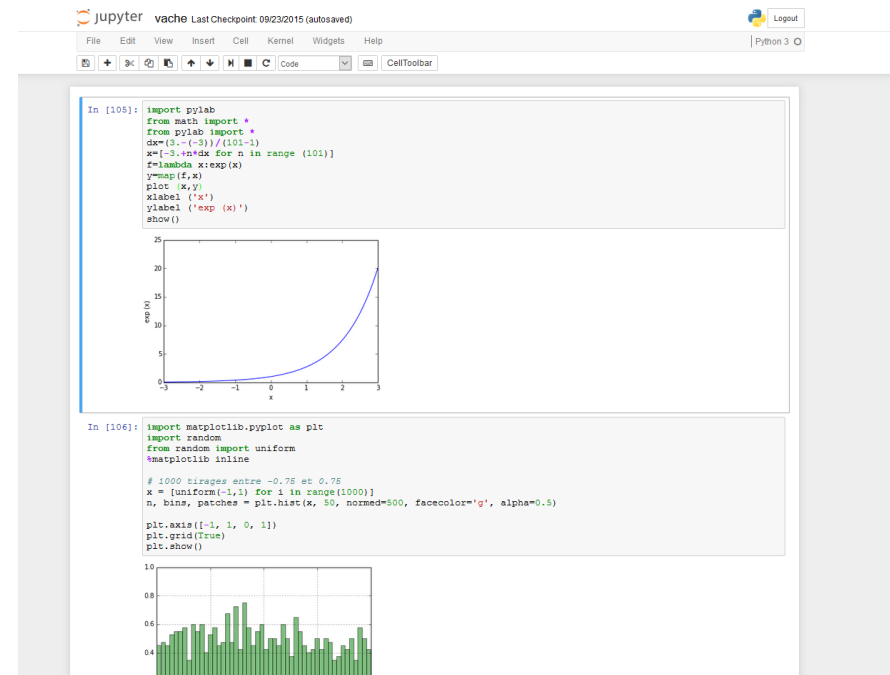 jupyter vache Last Checkpoint: 09/23/2015 (autosaved) Logout
File Edit View Insert Cell Kernel Widgets Help Python 3
Code CellToolbar
In [105]: import pylab
from math import *
from pylab import *
dx=(3.-(-3))/(101-1)
x=[-3.+n*dx for n in range (101)]
f=lambda x:exp(x)
y=map(f,x)
plot (x,y)
xlabel ('x')
ylabel ('exp (x)')
show()
25
20
15
exp (x)
10
5
0
−3 −2 −1 0 1 2 3
x
In [106]: import matplotlib.pyplot as plt
import random
from random import uniform
%matplotlib inline
# 1000 tirages entre -0.75 et 0.75
x = [uniform(-1,1) for i in range(1000)]
n, bins, patches = plt.hist(x, 50, normed=500, facecolor='g', alpha=0.5)
plt.axis([-1, 1, 0, 1])
plt.grid(True)
plt.show()
1.0
0.8
0.6
0.4